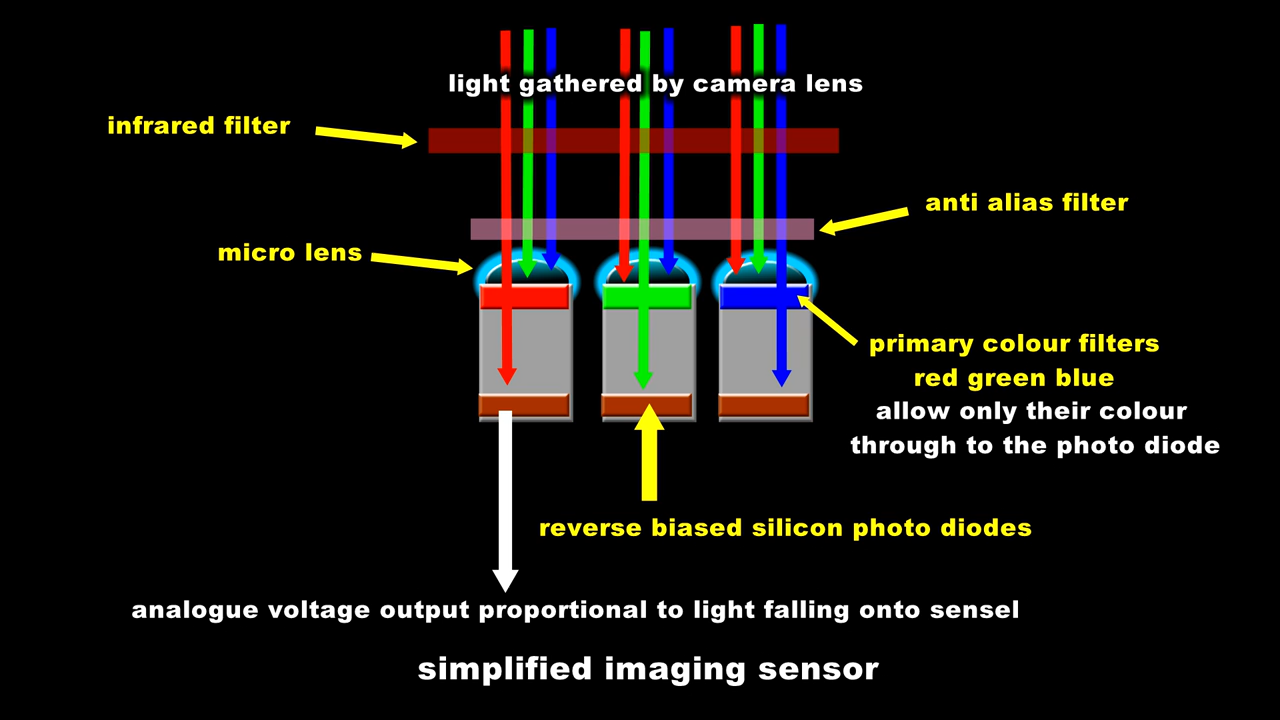 light gathered by camera lens
infrared filter
anti alias filter
micro lens
primary colour filters
red green blue
allow only their colour
through to the photo diode
reverse biased silicon photo diodes
analogue voltage output proportional to light falling onto sensel
simplified imaging sensor